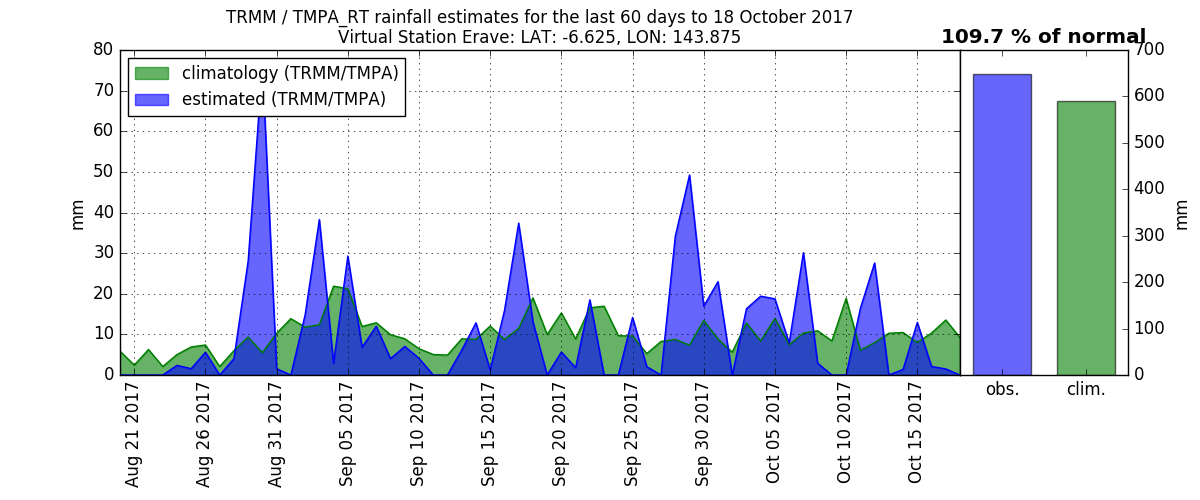 TRMM / TMPA_RT rainfall estimates for the last 60 days to 18 October 2017
Virtual Station Erave: LAT: -6.625, LON: 143.875
109.7 % of normal
climatology (TRMM/TMPA)
estimated (TRMM/TMPA)
80
70
60
50
40
30
20
10
0
mm
Aug 21 2017
Aug 26 2017
Aug 31 2017
Sep 05 2017
Sep 10 2017
Sep 15 2017
Sep 20 2017
Sep 25 2017
Sep 30 2017
Oct 05 2017
Oct 10 2017
Oct 15 2017
700
600
500
400
300
200
100
0
mm
obs.
clim.